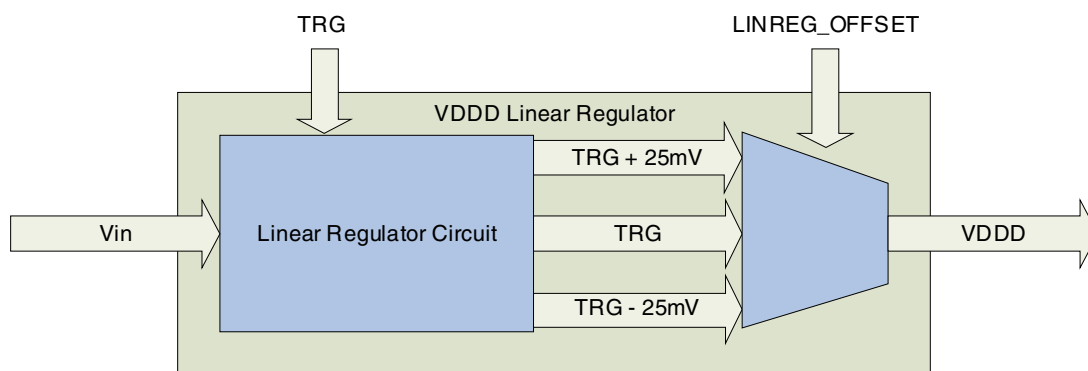 TRG
LINREG_OFFSET
VDDD Linear Regulator
TRG + 25mV
Vin
Linear Regulator Circuit
TRG
VDDD
TRG - 25mV